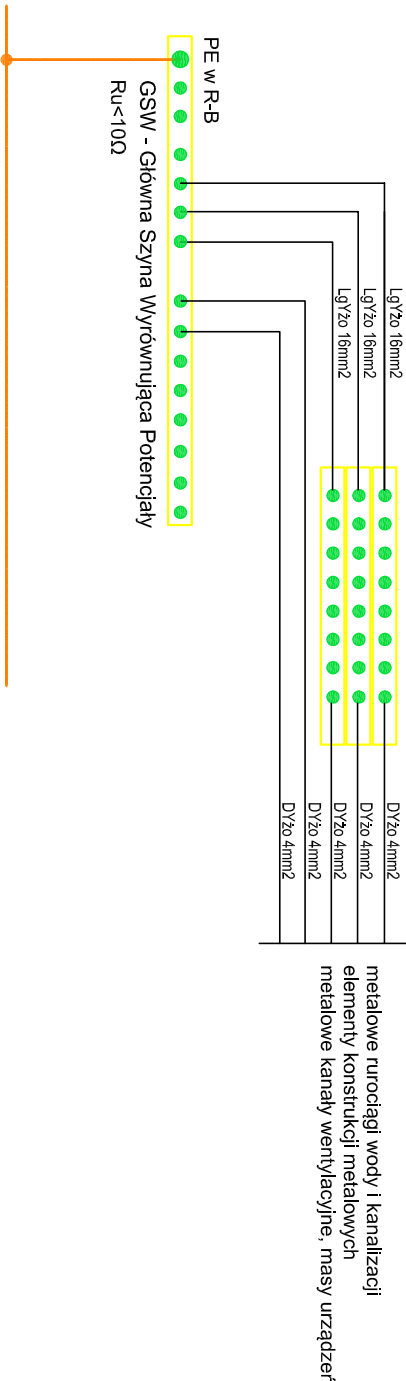 PE w R-B
GSW - Główna Szyna Wyrównująca Potencjały
Ru<10Ω
LgYżo 16mm2
LgYżo 16mm2
LgYżo 16mm2
DYżo 4mm2
DYżo 4mm2
DYżo 4mm2
DYżo 4mm2
DYżo 4mm2
metalowe rurociągi wody i kanalizacji
elementy konstrukcji metalowych
metalowe kanały wentylacyjne, masy urządzeń